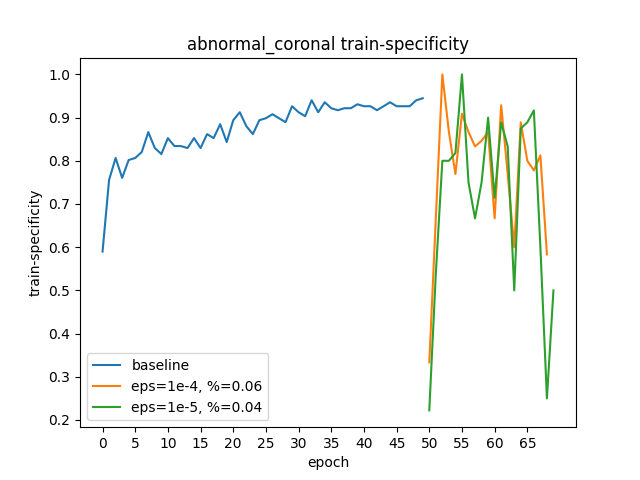 abnormal_coronal train-specificity
1.0
0.9
0.8
0.7
0.6
0.5
0.4
0.3
0.2
train-specificity
baseline
eps=1e-4, %=0.06
eps=1e-5, %=0.04
0 5 10 15 20 25 30 35 40 45 50 55 60 65
epoch